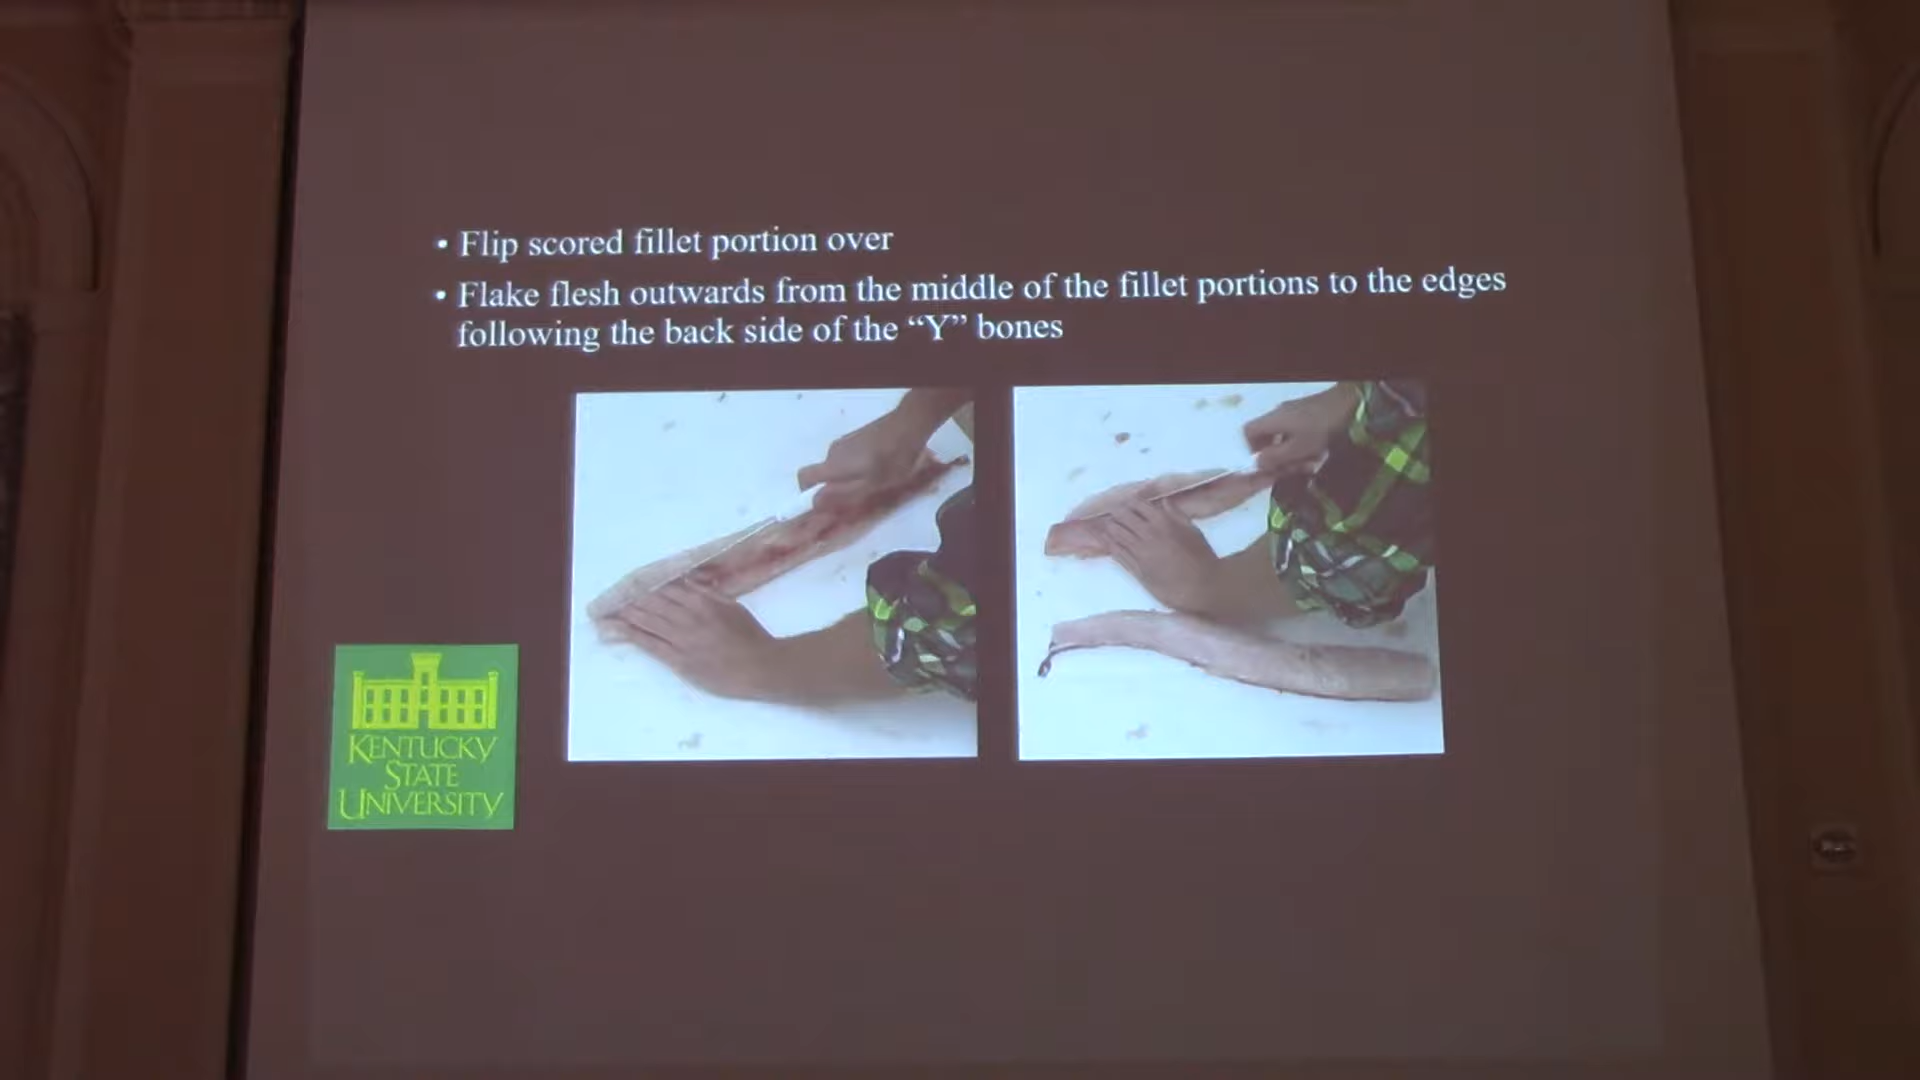 • Flip scored fillet portion over
• Flake flesh outwards from the middle of the fillet portions to the edges
following the back side of the “Y” bones
KENTUCKY
STATE
UNIVERSITY